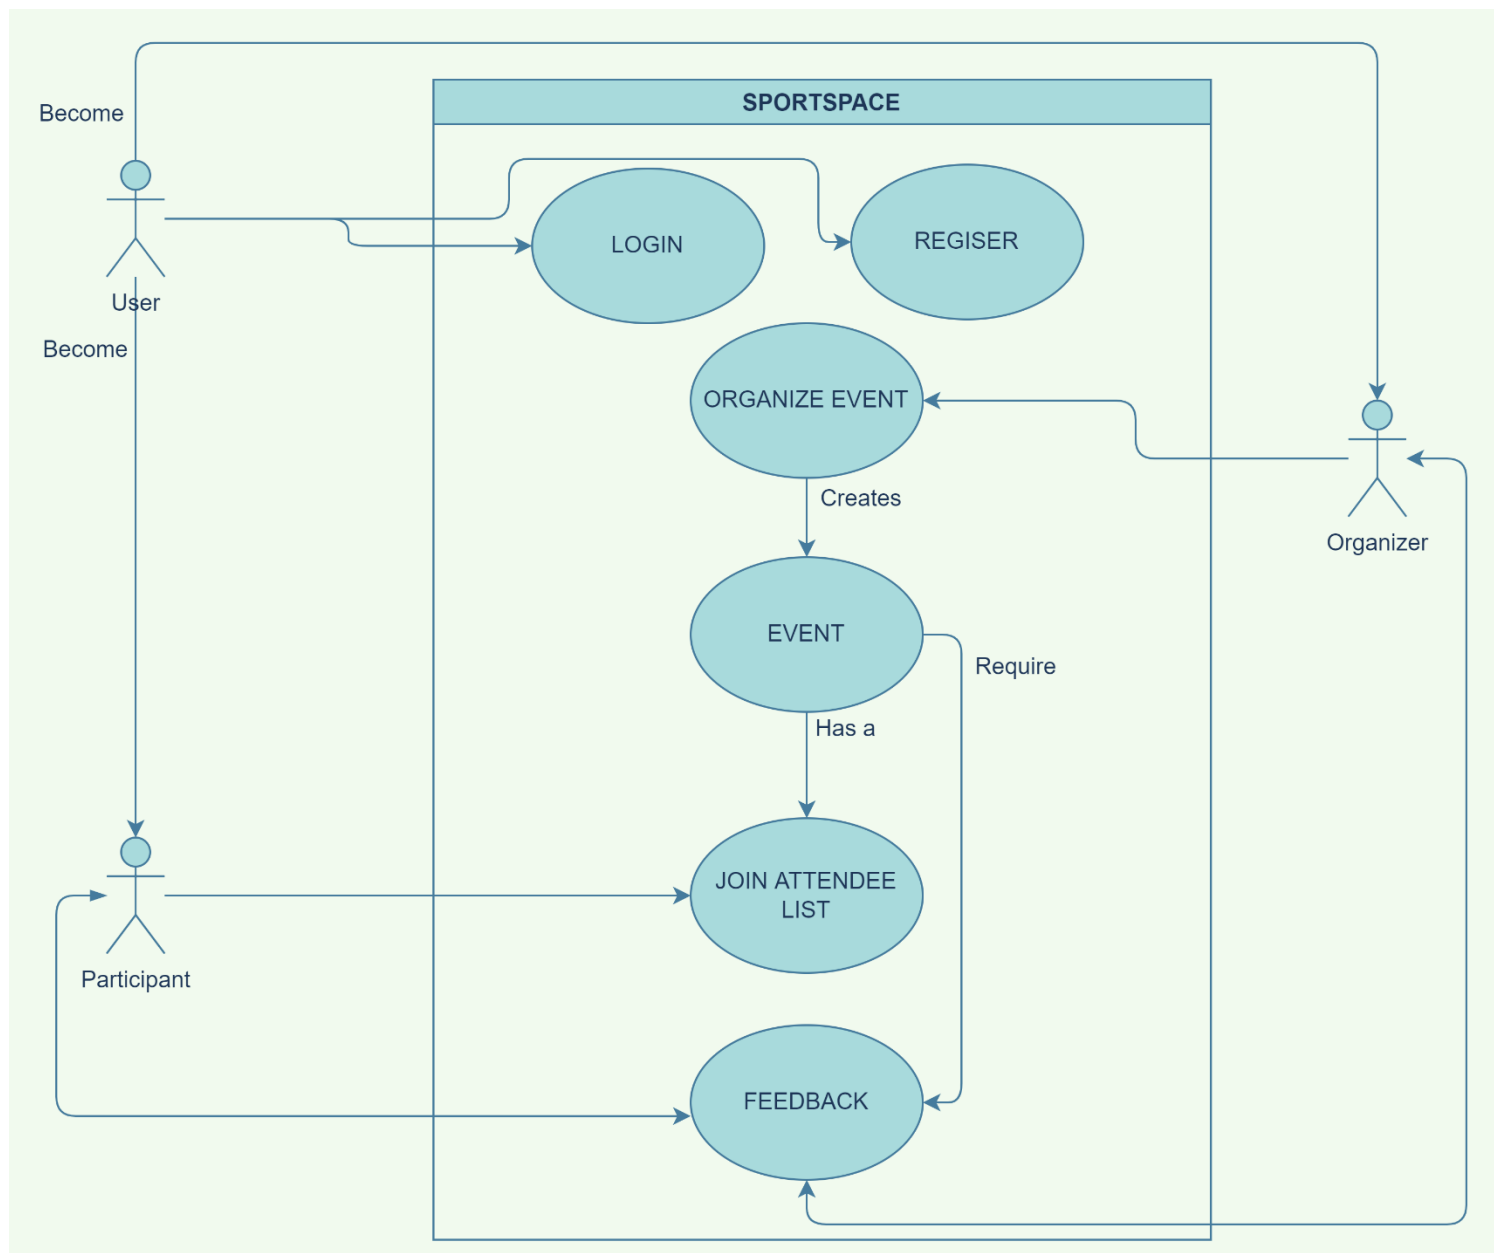 SPORTSPACE
Become
LOGIN
REGISER
User
Become
ORGANIZE EVENT
Creates
Organizer
EVENT
Require
Has a
JOIN ATTENDEE
LIST
Participant
FEEDBACK